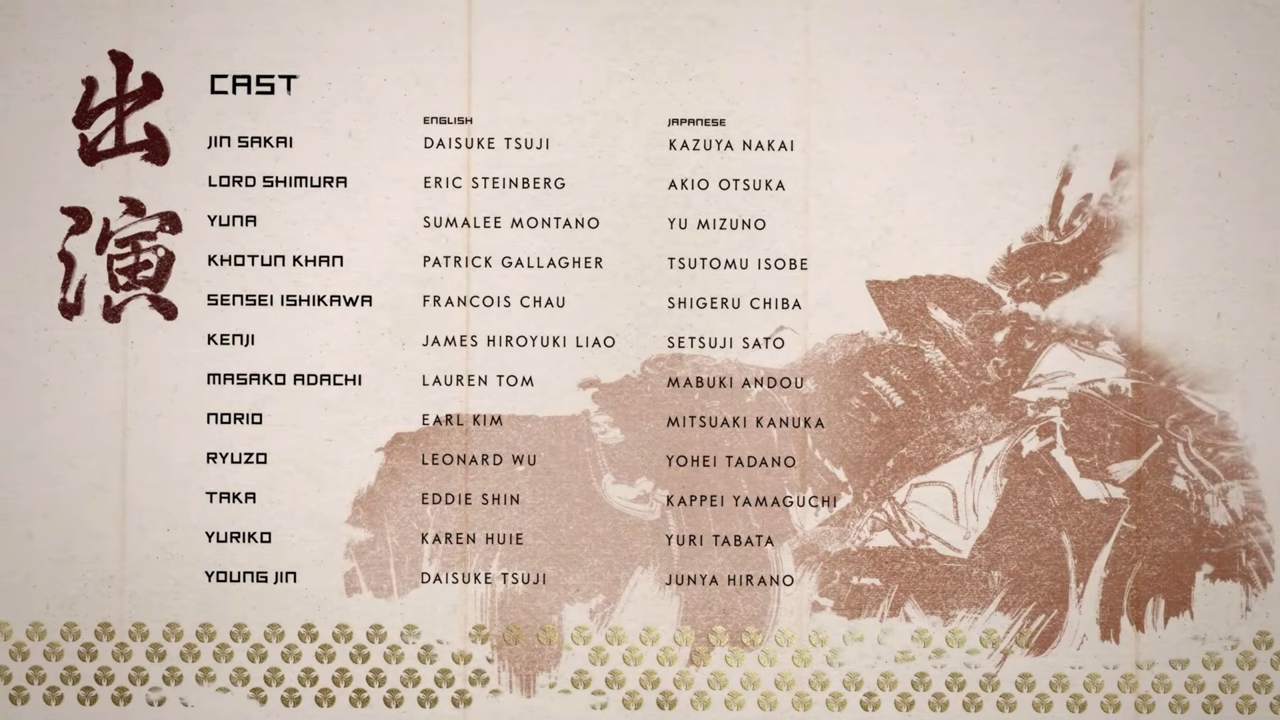 出演
CAST
ENGLISH JAPANESE
JIN SAKAI DAISUKE TSUJI KAZUYA NAKAI
LORD SHIMURA ERIC STEINBERG AKIO OTSUKA
YUNA SUMALEE MONTANO YU MIZUNO
KHOTUN KHAN PATRICK GALLAGHER TSUTOMU ISOBE
SENSEI ISHIKAWA FRANCOIS CHAU SHIGERU CHIBA
KENJI JAMES HIROYUKI LIAO SETSUJI SATO
MASAKO ADACHI LAUREN TOM MABUKI ANDOU
NORIO EARL KIM MITSUAKI KANUKA
RYUZO LEONARD WU YOHEI TADANO
TAKA EDDIE SHIN KAPPEI YAMAGUCHI
YURIKO KAREN HUIE YURI TABATA
YOUNG JIN DAISUKE TSUJI JUNYA HIRANO